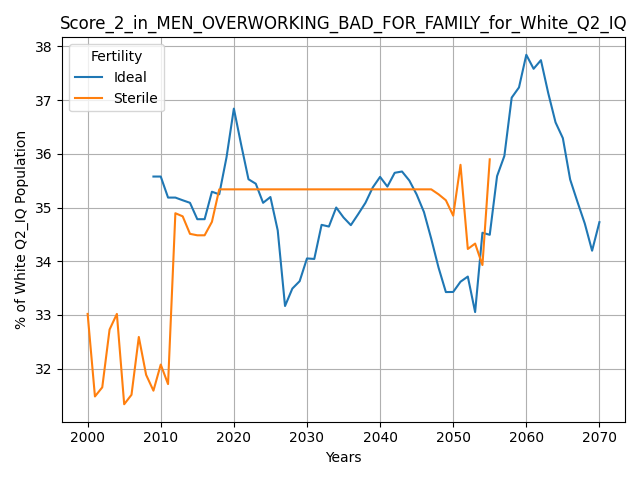 Score_2_in_MEN_OVERWORKING_BAD_FOR_FAMILY_for_White_Q2_IQ
Fertility
Ideal
Sterile
% of White Q2_IQ Population
38
37
36
35
34
33
32
2000 2010 2020 2030 2040 2050 2060 2070
Years